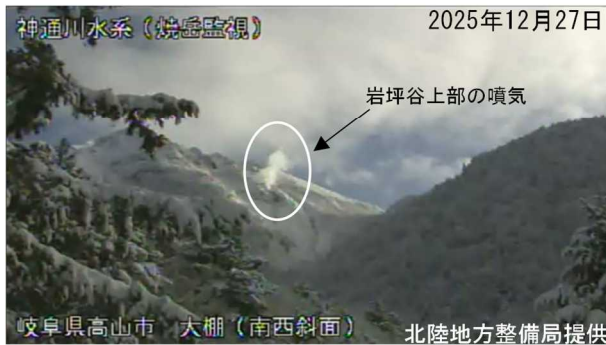 神通川水系(焼岳監視)
2025年12月27日
岩坪谷上部の噴気
岐阜県高山市 大棚(南西斜面)
北陸地方整備局提供